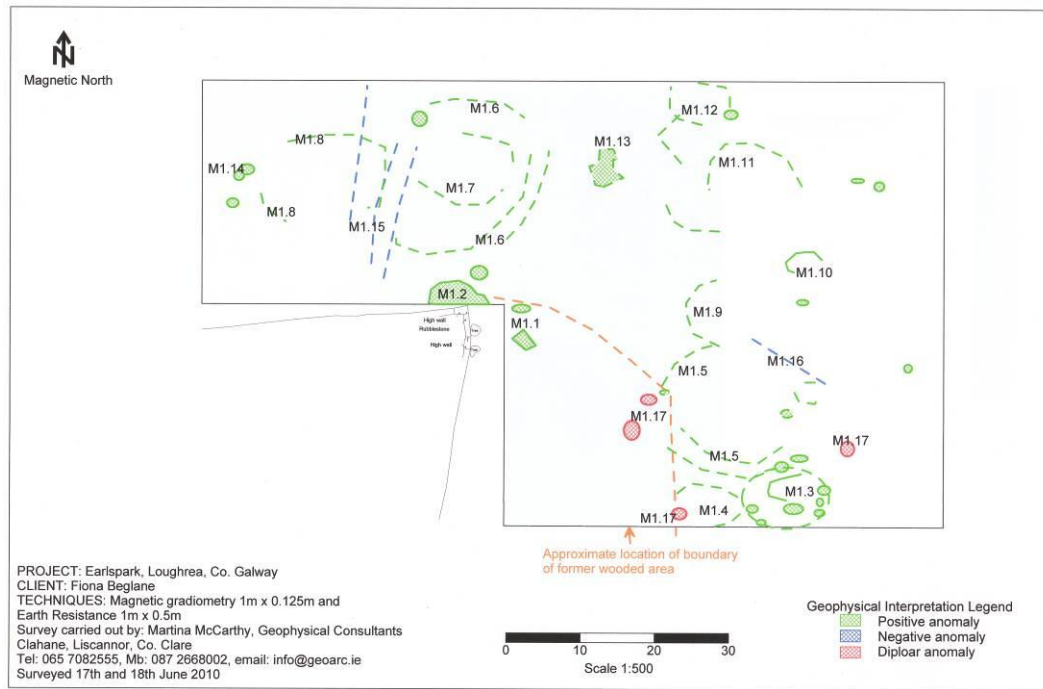 Magnetic North
M1.6
M1.12
M1.8
M1.13
M1.14
M1.11
M1.7
M1.8
M1.15
M1.6
M1.10
M1.2
M1.9
High wall
Rubblestone
M1.1
High wall
M1.16
M1.5
M1.17
M1.17
M1.5
M1.3
M1.4
M1.17
Approximate location of boundary
of former wooded area
PROJECT: Earlspark, Loughrea, Co. Galway
CLIENT: Fiona Beglane
TECHNIQUES: Magnetic gradiometry 1m x 0.125m and
Earth Resistance 1m x 0.5m
Survey carried out by: Martina McCarthy, Geophysical Consultants
Clahane, Liscannor, Co. Clare
Tel: 065 7082555, Mb: 087 2668002, email: info@geoarc.ie
Surveyed 17th and 18th June 2010
0 10 20 30
Scale 1:500
Geophysical Interpretation Legend
Positive anomaly
Negative anomaly
Diploar anomaly